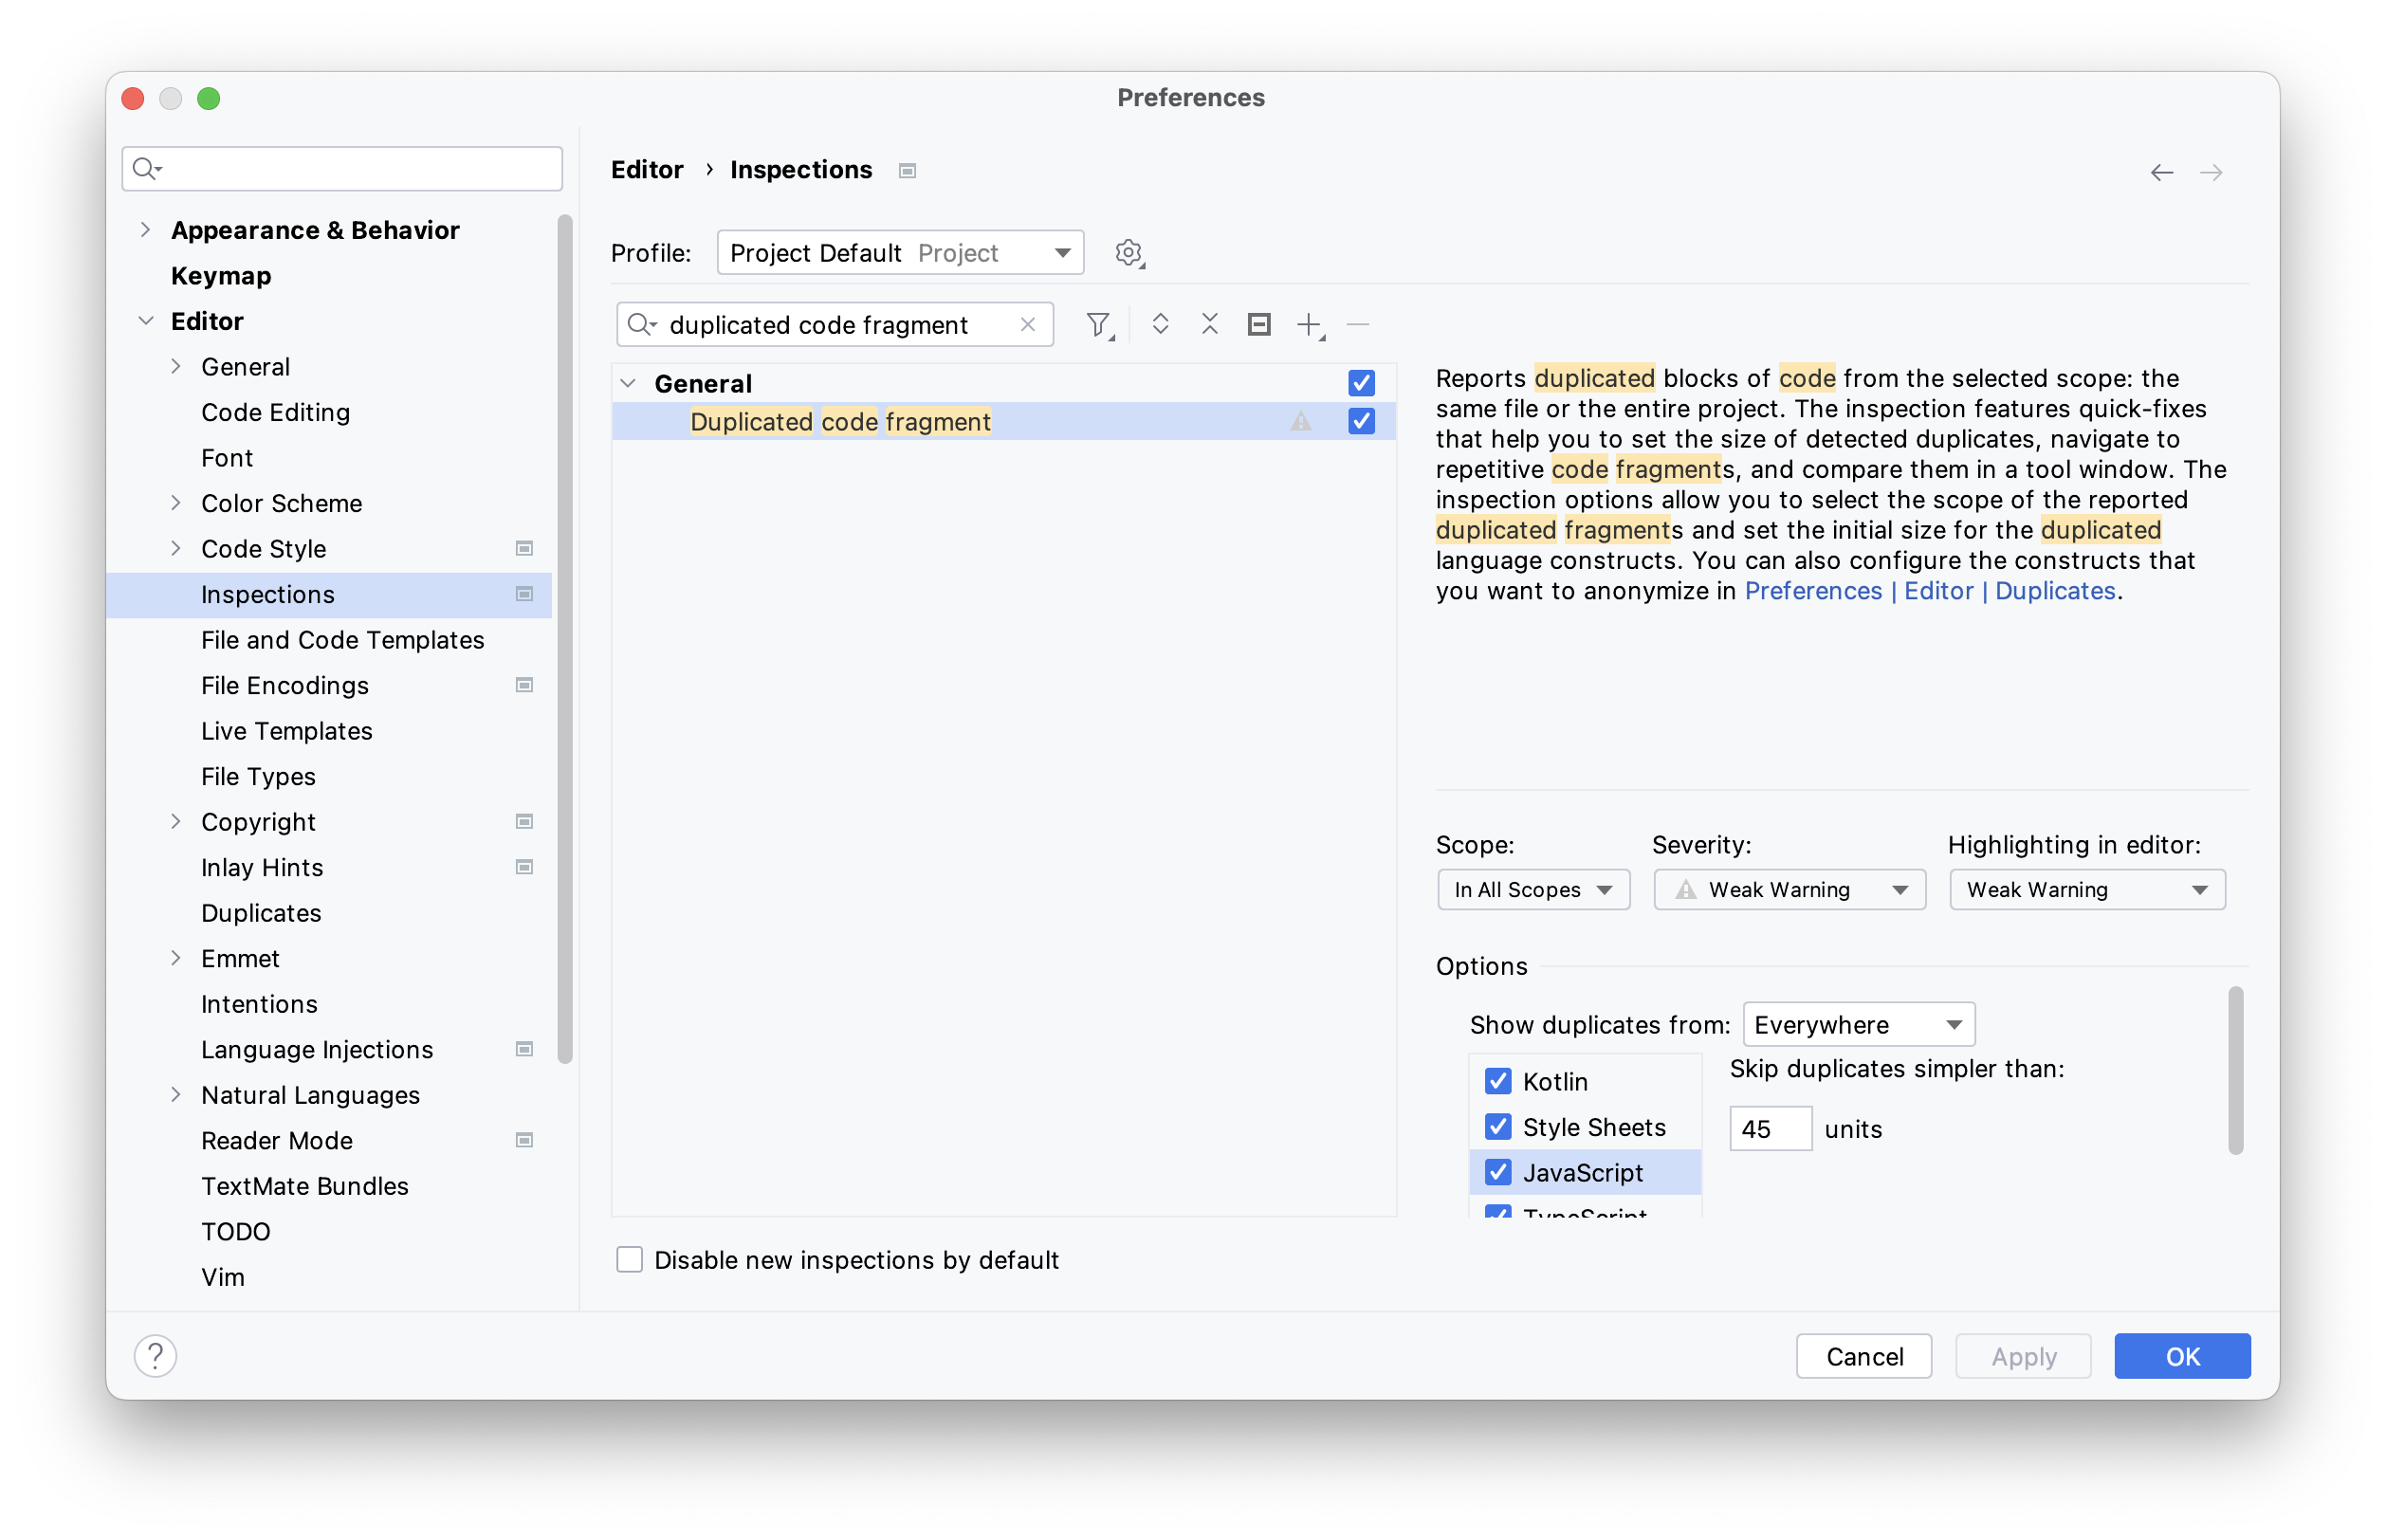 Preferences
Appearance & Behavior
Keymap
Editor
General
Code Editing
Font
Color Scheme
Code Style
Inspections
File and Code Templates
File Encodings
Live Templates
File Types
Copyright
Inlay Hints
Duplicates
Emmet
Intentions
Language Injections
Natural Languages
Reader Mode
TextMate Bundles
TODO
Vim
Editor › Inspections
Profile: Project Default Project
duplicated code fragment
General
Duplicated code fragment
Reports duplicated blocks of code from the selected scope: the
same file or the entire project. The inspection features quick-fixes
that help you to set the size of detected duplicates, navigate to
repetitive code fragments, and compare them in a tool window. The
inspection options allow you to select the scope of the reported
duplicated fragments and set the initial size for the duplicated
language constructs. You can also configure the constructs that
you want to anonymize in Preferences | Editor | Duplicates.
Scope: Severity: Highlighting in editor:
In All Scopes Weak Warning Weak Warning
Options
Show duplicates from: Everywhere
Kotlin
Style Sheets
JavaScript
TypeScript
Skip duplicates simpler than:
45 units
Disable new inspections by default
? Cancel Apply OK